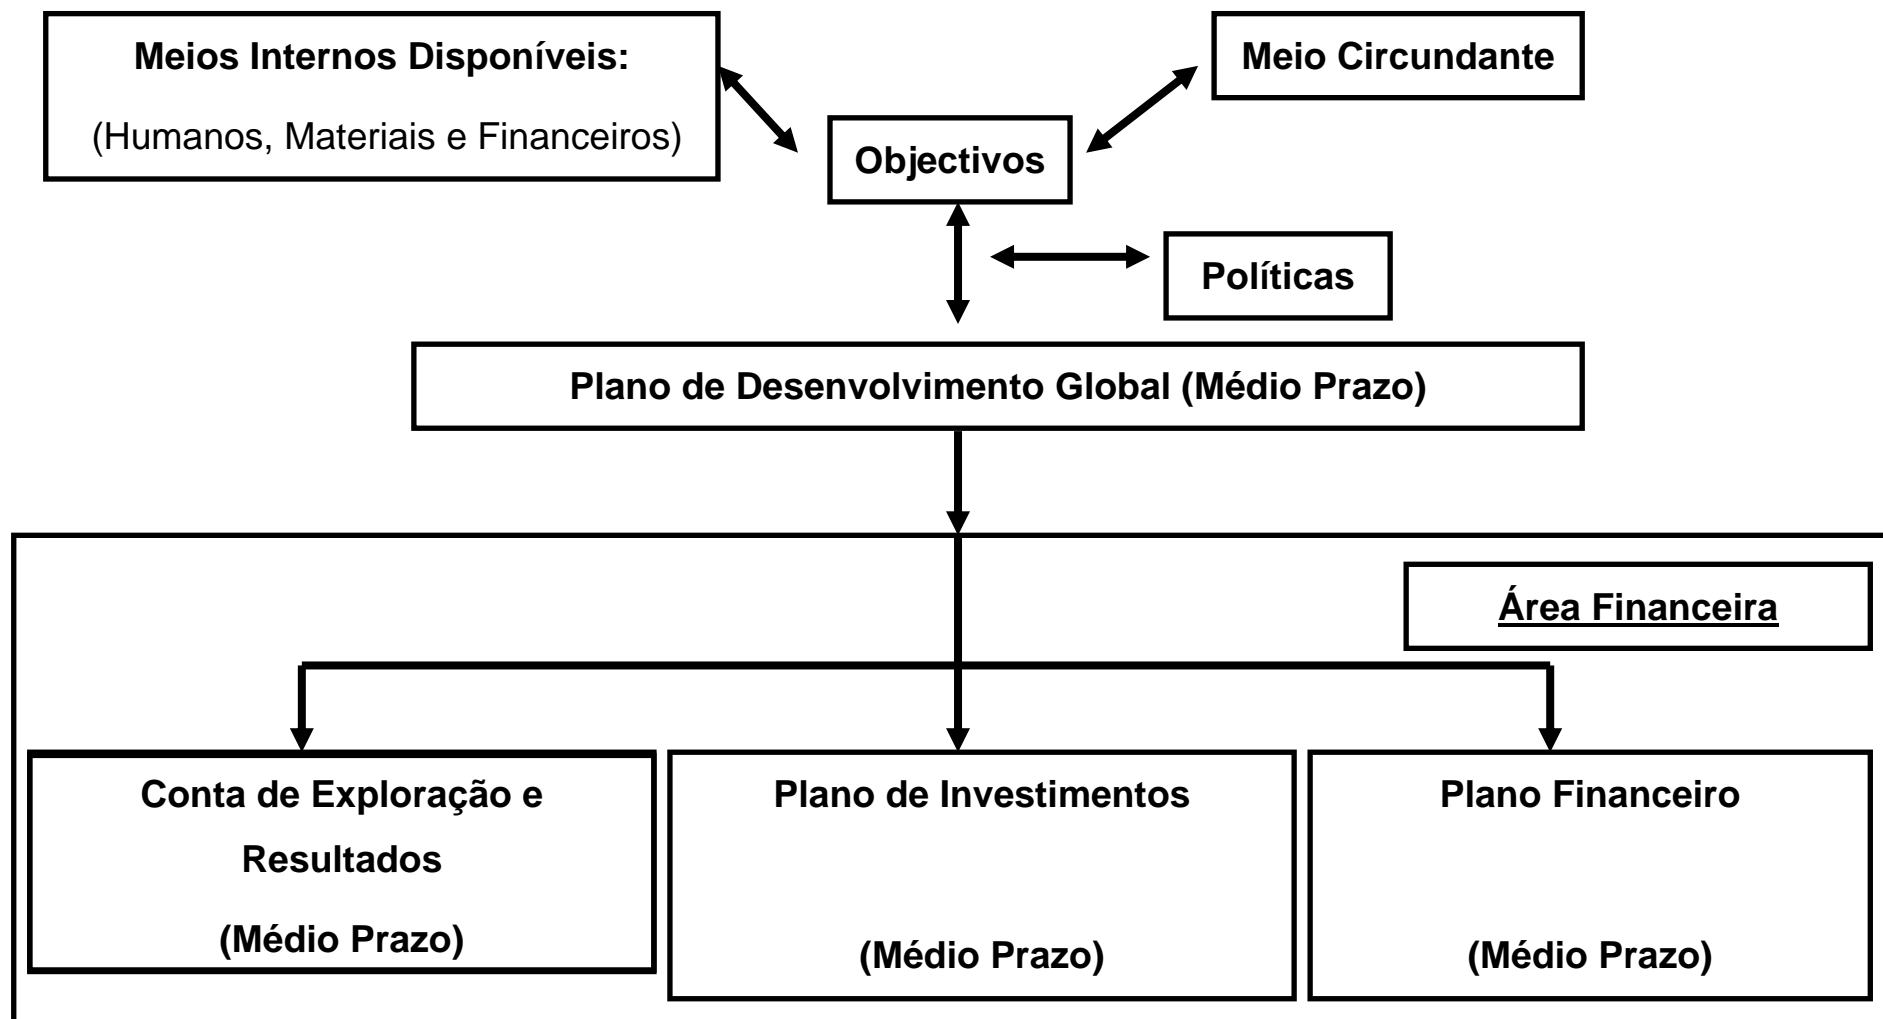 Meios Internos Disponíveis:
(Humanos, Materiais e Financeiros)
Meio Circundante
Objectivos
Políticas
Plano de Desenvolvimento Global (Médio Prazo)
Área Financeira
Conta de Exploração e
Resultados
(Médio Prazo)
Plano de Investimentos
(Médio Prazo)
Plano Financeiro
(Médio Prazo)